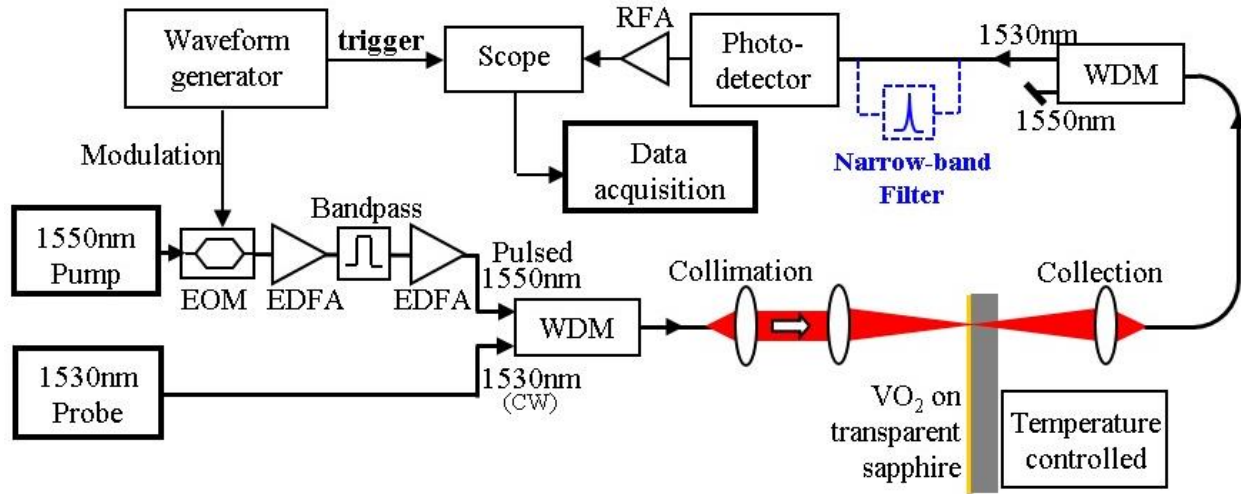 Waveform
generator
trigger
Scope
RFA
Photo-
detector
1530nm
WDM
1550nm
Narrow-band
Filter
Modulation
Data
acquisition
1550nm
Pump
EOM
EDFA
Bandpass
EDFA
Pulsed
1550nm
WDM
1530nm
(CW)
1530nm
Probe
Collimation
Collection
VO₂ on
transparent
sapphire
Temperature
controlled